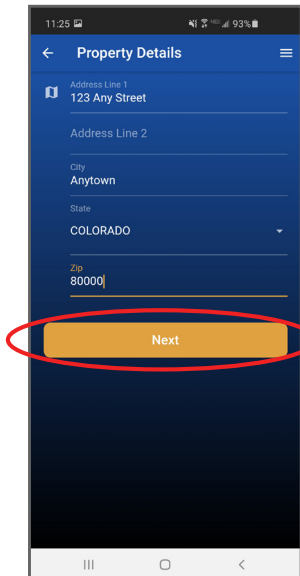 11:25 93%
Property Details
Address Line 1
123 Any Street
Address Line 2
City
Anytown
State
COLORADO
Zip
80000
Next